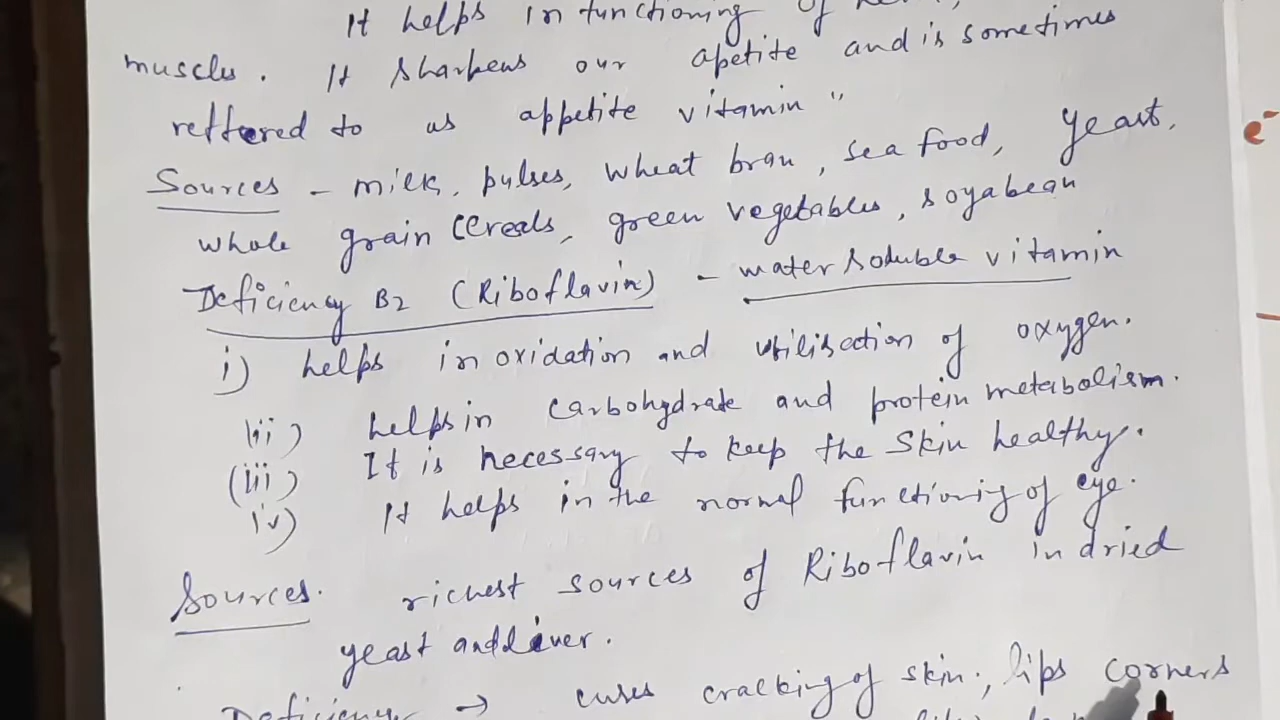 It helps in functioning of
muscles. It sharpens our apetite and is sometimes
reffered to as appetite vitamin"
Sources - milk, pulses, wheat bran, sea food, yeast,
whole grain cereals, green vegetables, soyabean
Deficiency B2 (Riboflavin) - water soluble vitamin
i) helps in oxidation and utilisation of oxygen.
ii) helps in carbohydrate and protein metabolism.
(iii) It is necessary to keep the skin healthy.
iv) It helps in the normal functioning of eye.
Sources. richest sources of Riboflavin in dried
yeast and liver.
Deficiency → cuses cracking of skin, lips corners
e-